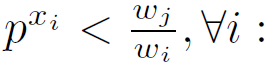 $p^{x_i} < \frac{w_j}{w_i}, \forall i :$